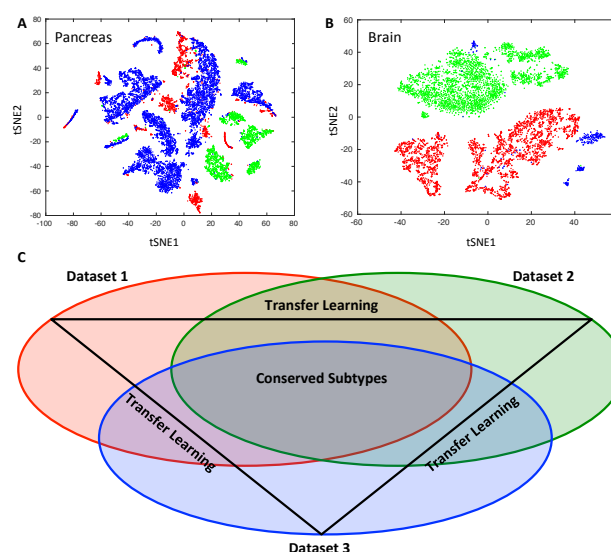 A
Pancreas
80
60
40
20
0
-20
-40
-60
-80
tSNE2
-100 -80 -60 -40 -20 0 20 40 60 80
tSNE1
B
Brain
60
40
20
0
-20
-40
-60
tSNE2
-60 -40 -20 0 20 40
tSNE1
C
Dataset 1
Dataset 2
Transfer Learning
Conserved Subtypes
Transfer Learning
Transfer Learning
Dataset 3